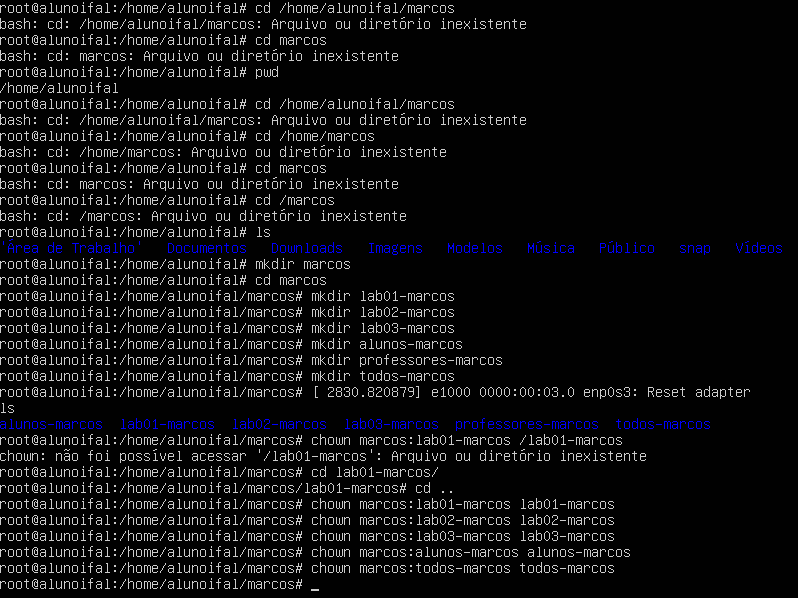 root@alunoifal:/home/alunoifal# cd /home/alunoifal/marcos
bash: cd: /home/alunoifal/marcos: Arquivo ou diretório inexistente
root@alunoifal:/home/alunoifal# cd marcos
bash: cd: marcos: Arquivo ou diretório inexistente
root@alunoifal:/home/alunoifal# pwd
/home/alunoifal
root@alunoifal:/home/alunoifal# cd /home/alunoifal/marcos
bash: cd: /home/alunoifal/marcos: Arquivo ou diretório inexistente
root@alunoifal:/home/alunoifal# cd /home/marcos
bash: cd: /home/marcos: Arquivo ou diretório inexistente
root@alunoifal:/home/alunoifal# cd marcos
bash: cd: marcos: Arquivo ou diretório inexistente
root@alunoifal:/home/alunoifal# cd /marcos
bash: cd: /marcos: Arquivo ou diretório inexistente
root@alunoifal:/home/alunoifal# ls
'Área de Trabalho' Documentos Downloads Imagens Modelos Música Público snap Vídeos
root@alunoifal:/home/alunoifal# mkdir marcos
root@alunoifal:/home/alunoifal# cd marcos
root@alunoifal:/home/alunoifal/marcos# mkdir lab01-marcos
root@alunoifal:/home/alunoifal/marcos# mkdir lab02-marcos
root@alunoifal:/home/alunoifal/marcos# mkdir lab03-marcos
root@alunoifal:/home/alunoifal/marcos# mkdir alunos-marcos
root@alunoifal:/home/alunoifal/marcos# mkdir professores-marcos
root@alunoifal:/home/alunoifal/marcos# mkdir todos-marcos
root@alunoifal:/home/alunoifal/marcos# [ 2830.820879] e1000 0000:00:03.0 enp0s3: Reset adapter
ls
alunos-marcos lab01-marcos lab02-marcos lab03-marcos professores-marcos todos-marcos
root@alunoifal:/home/alunoifal/marcos# chown marcos:lab01-marcos /lab01-marcos
chown: não foi possível acessar '/lab01-marcos': Arquivo ou diretório inexistente
root@alunoifal:/home/alunoifal/marcos# cd lab01-marcos/
root@alunoifal:/home/alunoifal/marcos/lab01-marcos# cd ..
root@alunoifal:/home/alunoifal/marcos# chown marcos:lab01-marcos lab01-marcos
root@alunoifal:/home/alunoifal/marcos# chown marcos:lab02-marcos lab02-marcos
root@alunoifal:/home/alunoifal/marcos# chown marcos:lab03-marcos lab03-marcos
root@alunoifal:/home/alunoifal/marcos# chown marcos:alunos-marcos alunos-marcos
root@alunoifal:/home/alunoifal/marcos# chown marcos:todos-marcos todos-marcos
root@alunoifal:/home/alunoifal/marcos# _